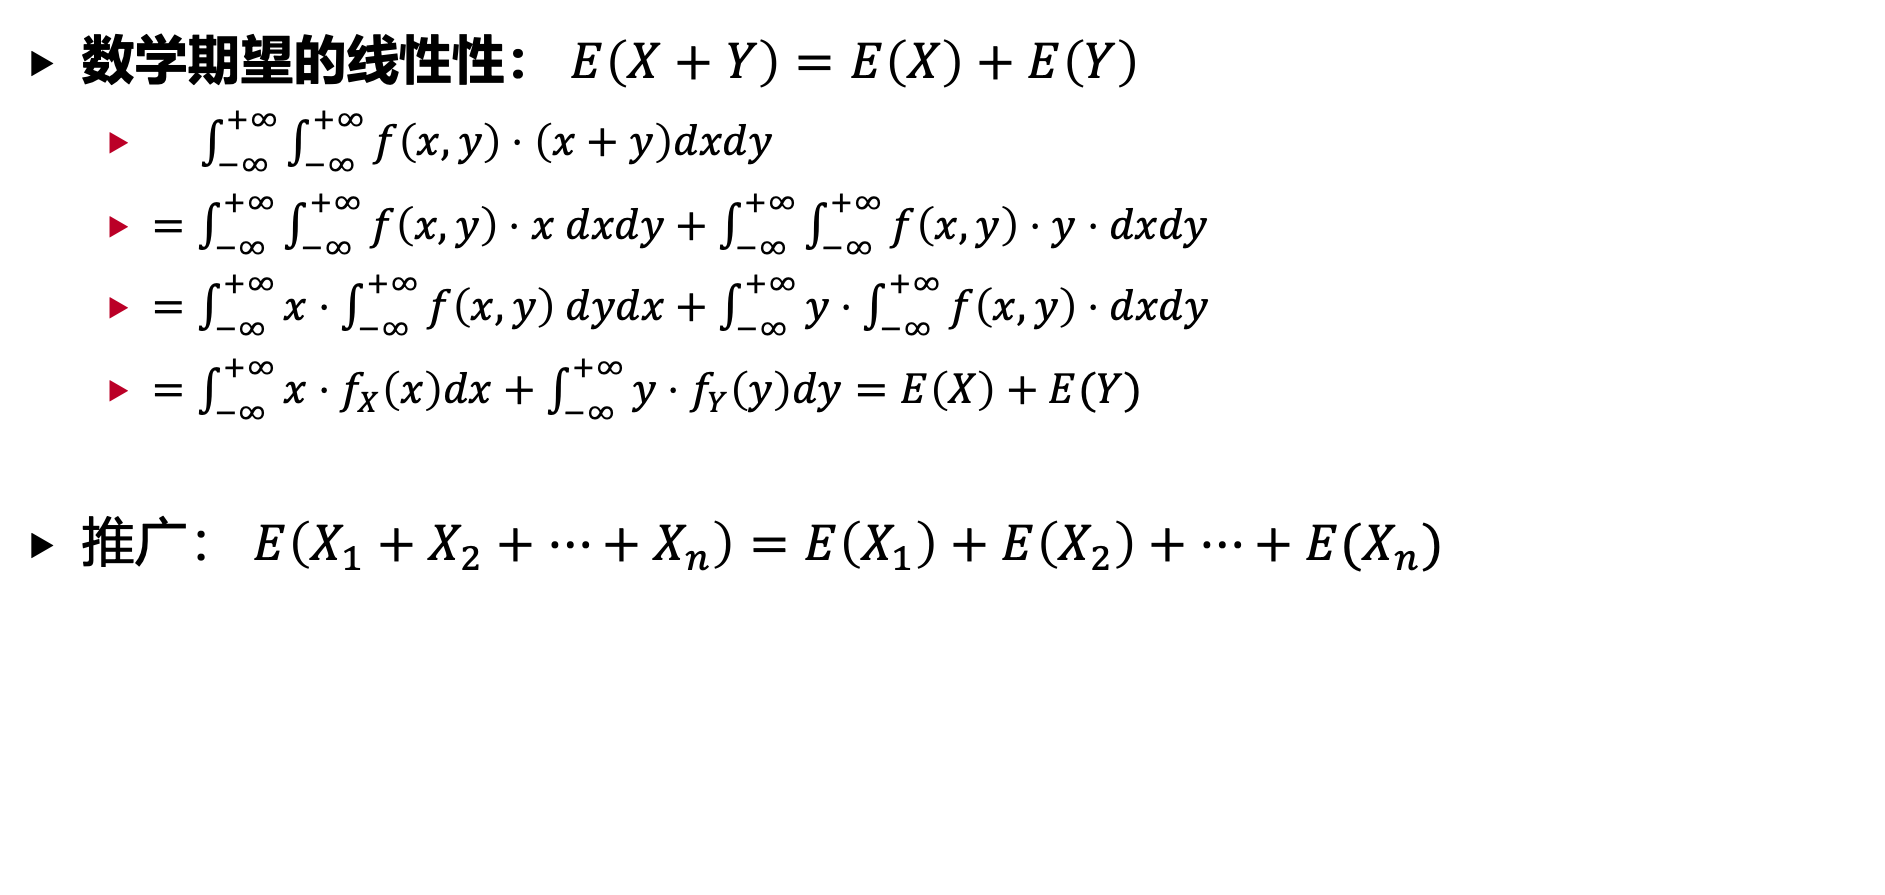 数学期望的线性性： E(X + Y) = E(X) + E(Y)
∫_{−∞}^{+∞} ∫_{−∞}^{+∞} f(x, y) · (x + y)dxdy
= ∫_{−∞}^{+∞} ∫_{−∞}^{+∞} f(x, y) · x dxdy + ∫_{−∞}^{+∞} ∫_{−∞}^{+∞} f(x, y) · y · dxdy
= ∫_{−∞}^{+∞} x · ∫_{−∞}^{+∞} f(x, y) dydx + ∫_{−∞}^{+∞} y · ∫_{−∞}^{+∞} f(x, y) · dxdy
= ∫_{−∞}^{+∞} x · f_X(x)dx + ∫_{−∞}^{+∞} y · f_Y(y)dy = E(X) + E(Y)
推广： E(X_1 + X_2 + ⋯ + X_n) = E(X_1) + E(X_2) + ⋯ + E(X_n)